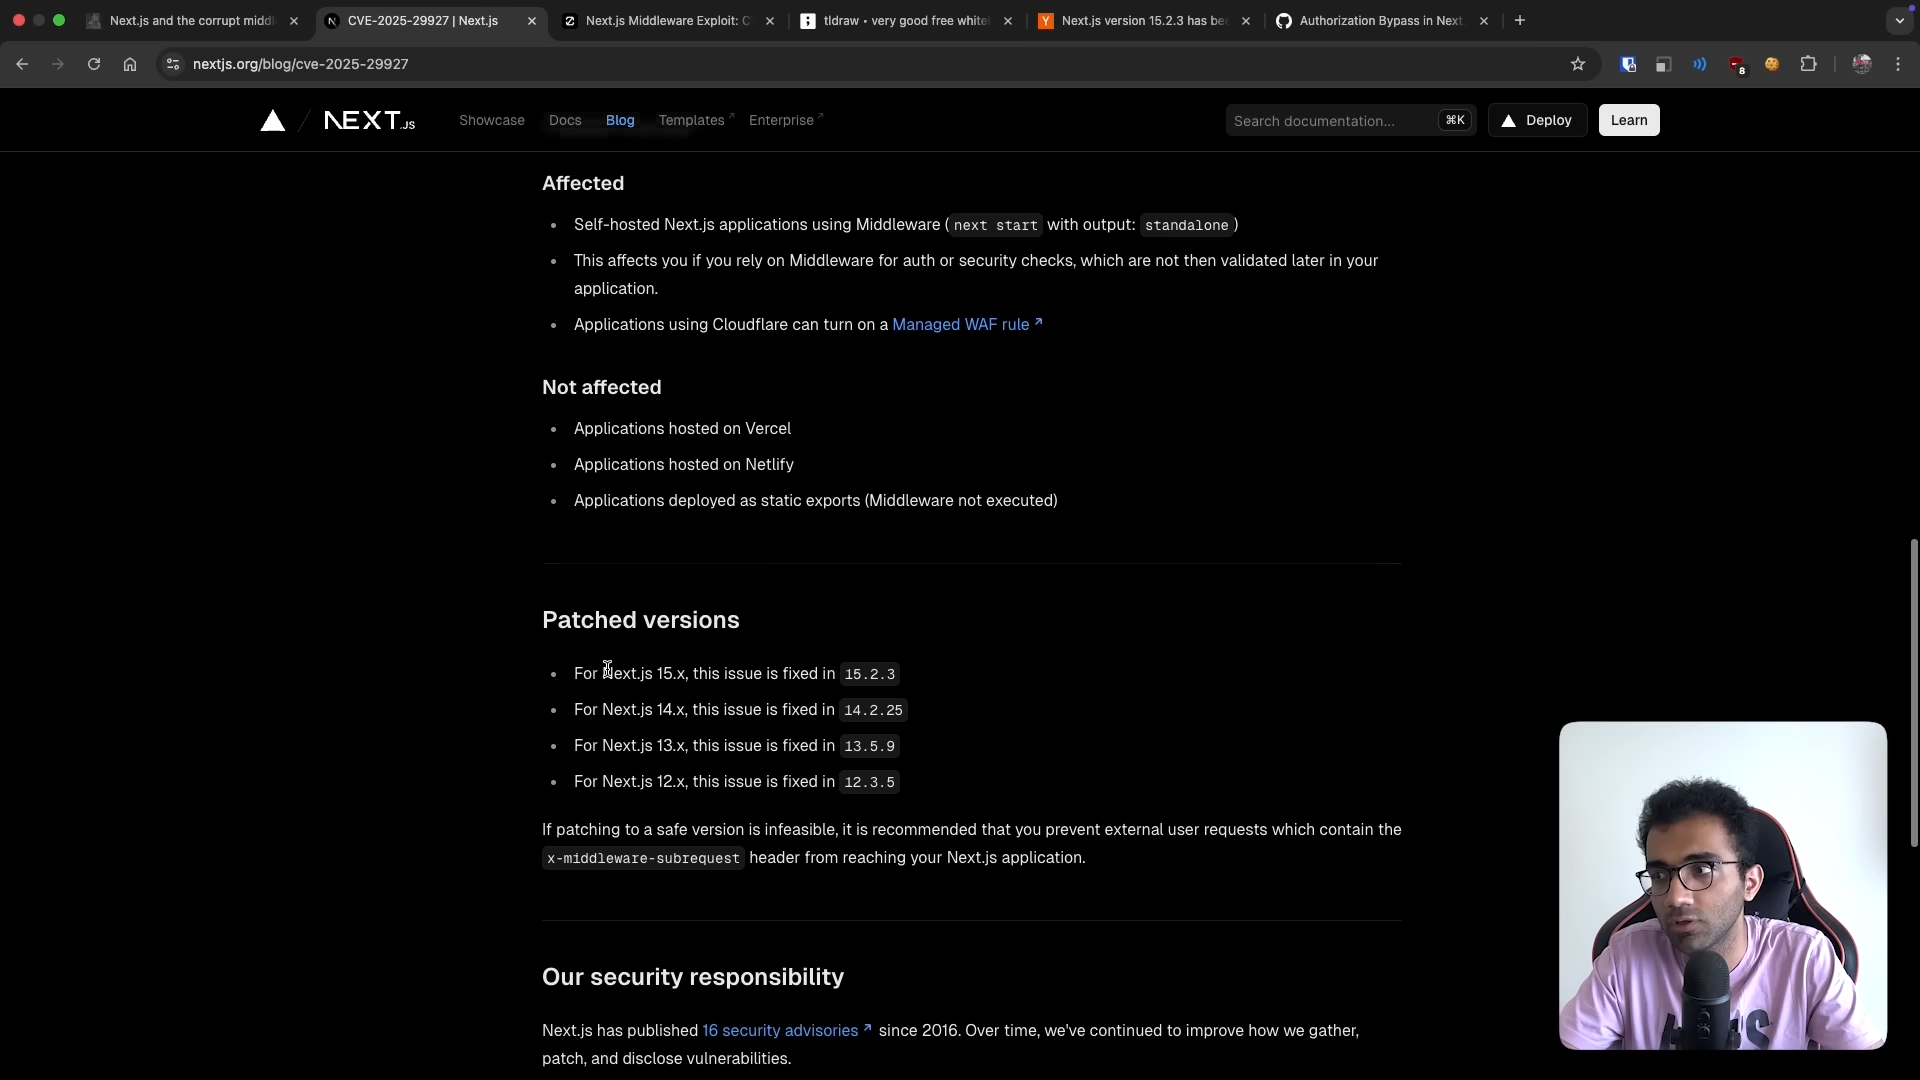 Next.js and the corrupt middl
CVE-2025-29927 | Next.js
Next.js Middleware Exploit: C
tldraw • very good free white
Next.js version 15.2.3 has be
Authorization Bypass in Next.
nextjs.org/blog/cve-2025-29927
8
NEXT.JS
Showcase
Docs
Blog
Templates
Enterprise
Search documentation...
⌘K
Deploy
Learn
Affected
Self-hosted Next.js applications using Middleware (next start with output: standalone)
This affects you if you rely on Middleware for auth or security checks, which are not then validated later in your
application.
Applications using Cloudflare can turn on a Managed WAF rule
Not affected
Applications hosted on Vercel
Applications hosted on Netlify
Applications deployed as static exports (Middleware not executed)
Patched versions
For Next.js 15.x, this issue is fixed in 15.2.3
For Next.js 14.x, this issue is fixed in 14.2.25
For Next.js 13.x, this issue is fixed in 13.5.9
For Next.js 12.x, this issue is fixed in 12.3.5
If patching to a safe version is infeasible, it is recommended that you prevent external user requests which contain the
x-middleware-subrequest header from reaching your Next.js application.
Our security responsibility
Next.js has published 16 security advisories since 2016. Over time, we've continued to improve how we gather,
patch, and disclose vulnerabilities.